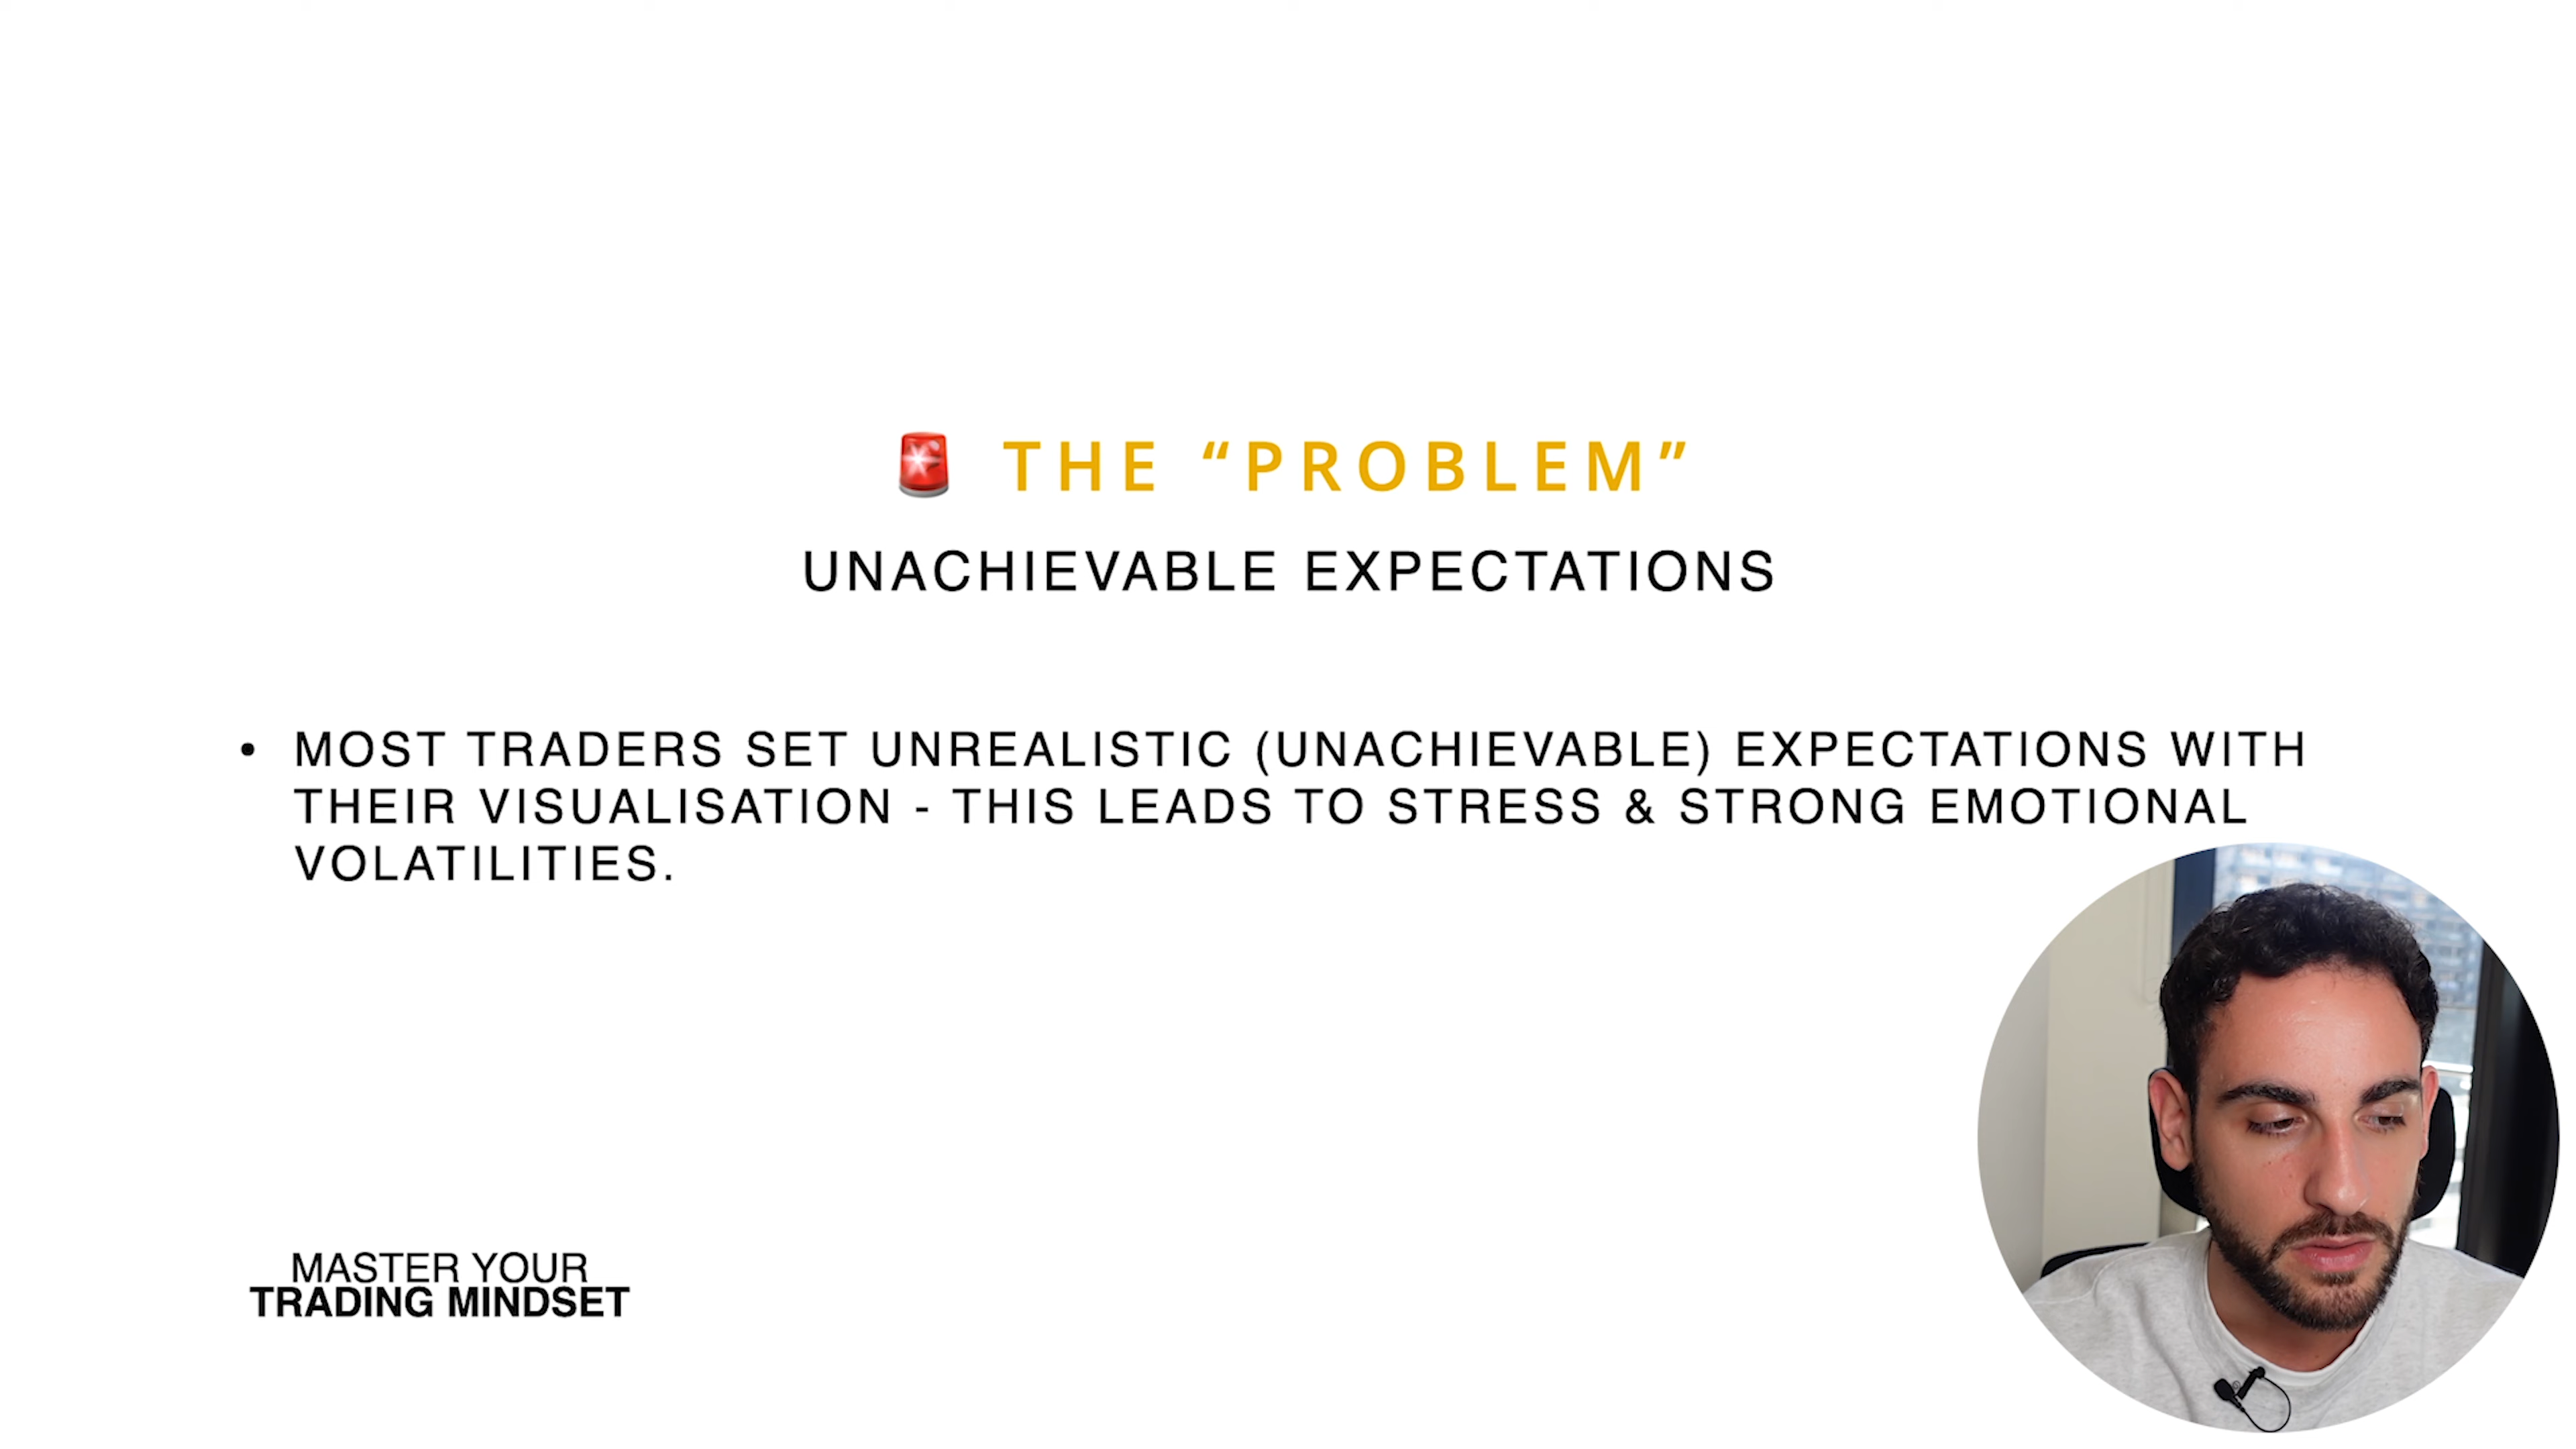 🚨 THE “PROBLEM”
UNACHIEVABLE EXPECTATIONS
• MOST TRADERS SET UNREALISTIC (UNACHIEVABLE) EXPECTATIONS WITH
THEIR VISUALISATION - THIS LEADS TO STRESS & STRONG EMOTIONAL
VOLATILITIES.
MASTER YOUR
TRADING MINDSET